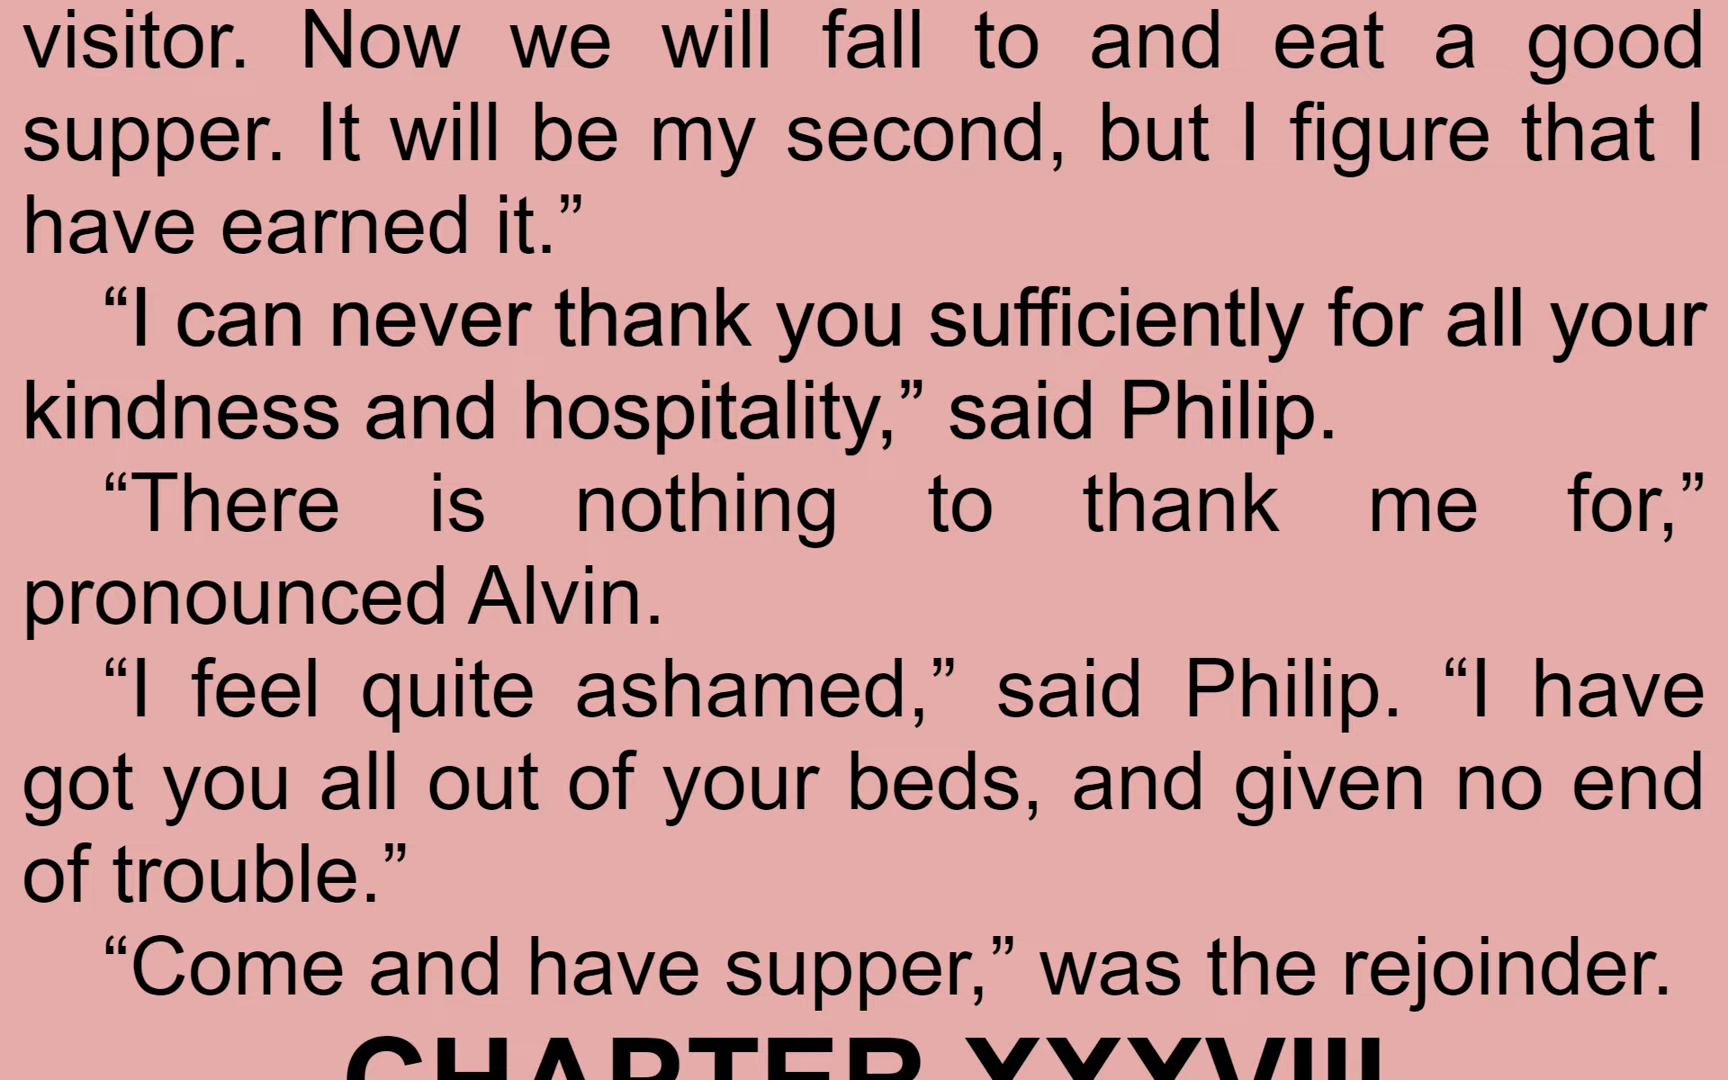 visitor. Now we will fall to and eat a good
supper. It will be my second, but I figure that I
have earned it.”
“I can never thank you sufficiently for all your
kindness and hospitality,” said Philip.
“There is nothing to thank me for,”
pronounced Alvin.
“I feel quite ashamed,” said Philip. “I have
got you all out of your beds, and given no end
of trouble.”
“Come and have supper,” was the rejoinder.
CHAPTER XXXVIII